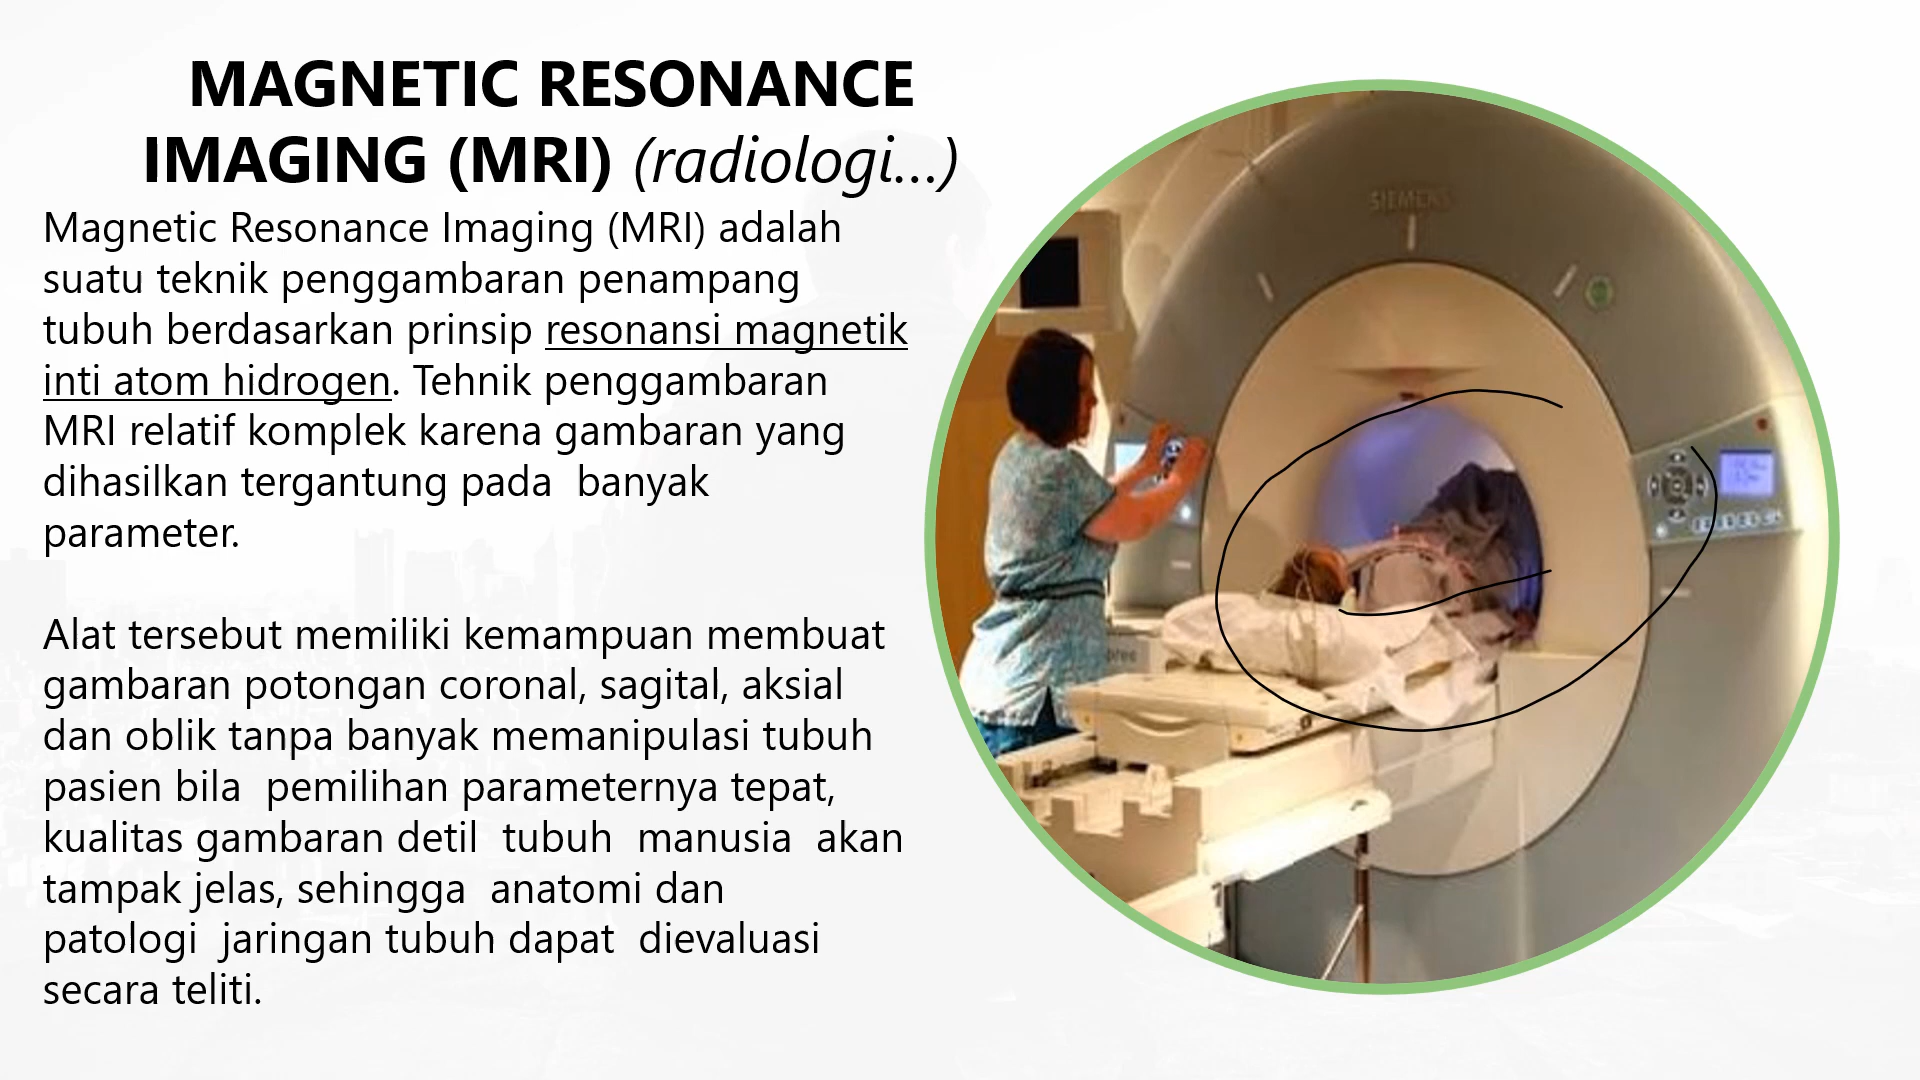 MAGNETIC RESONANCE
IMAGING (MRI) (radiologi...)
Magnetic Resonance Imaging (MRI) adalah
suatu teknik penggambaran penampang
tubuh berdasarkan prinsip resonansi magnetik
inti atom hidrogen. Tehnik penggambaran
MRI relatif komplek karena gambaran yang
dihasilkan tergantung pada  banyak
parameter.
Alat tersebut memiliki kemampuan membuat
gambaran potongan coronal, sagital, aksial
dan oblik tanpa banyak memanipulasi tubuh
pasien bila  pemilihan parameternya tepat,
kualitas gambaran detil  tubuh  manusia  akan
tampak jelas, sehingga  anatomi dan
patologi  jaringan tubuh dapat  dievaluasi
secara teliti.
SIEMENS